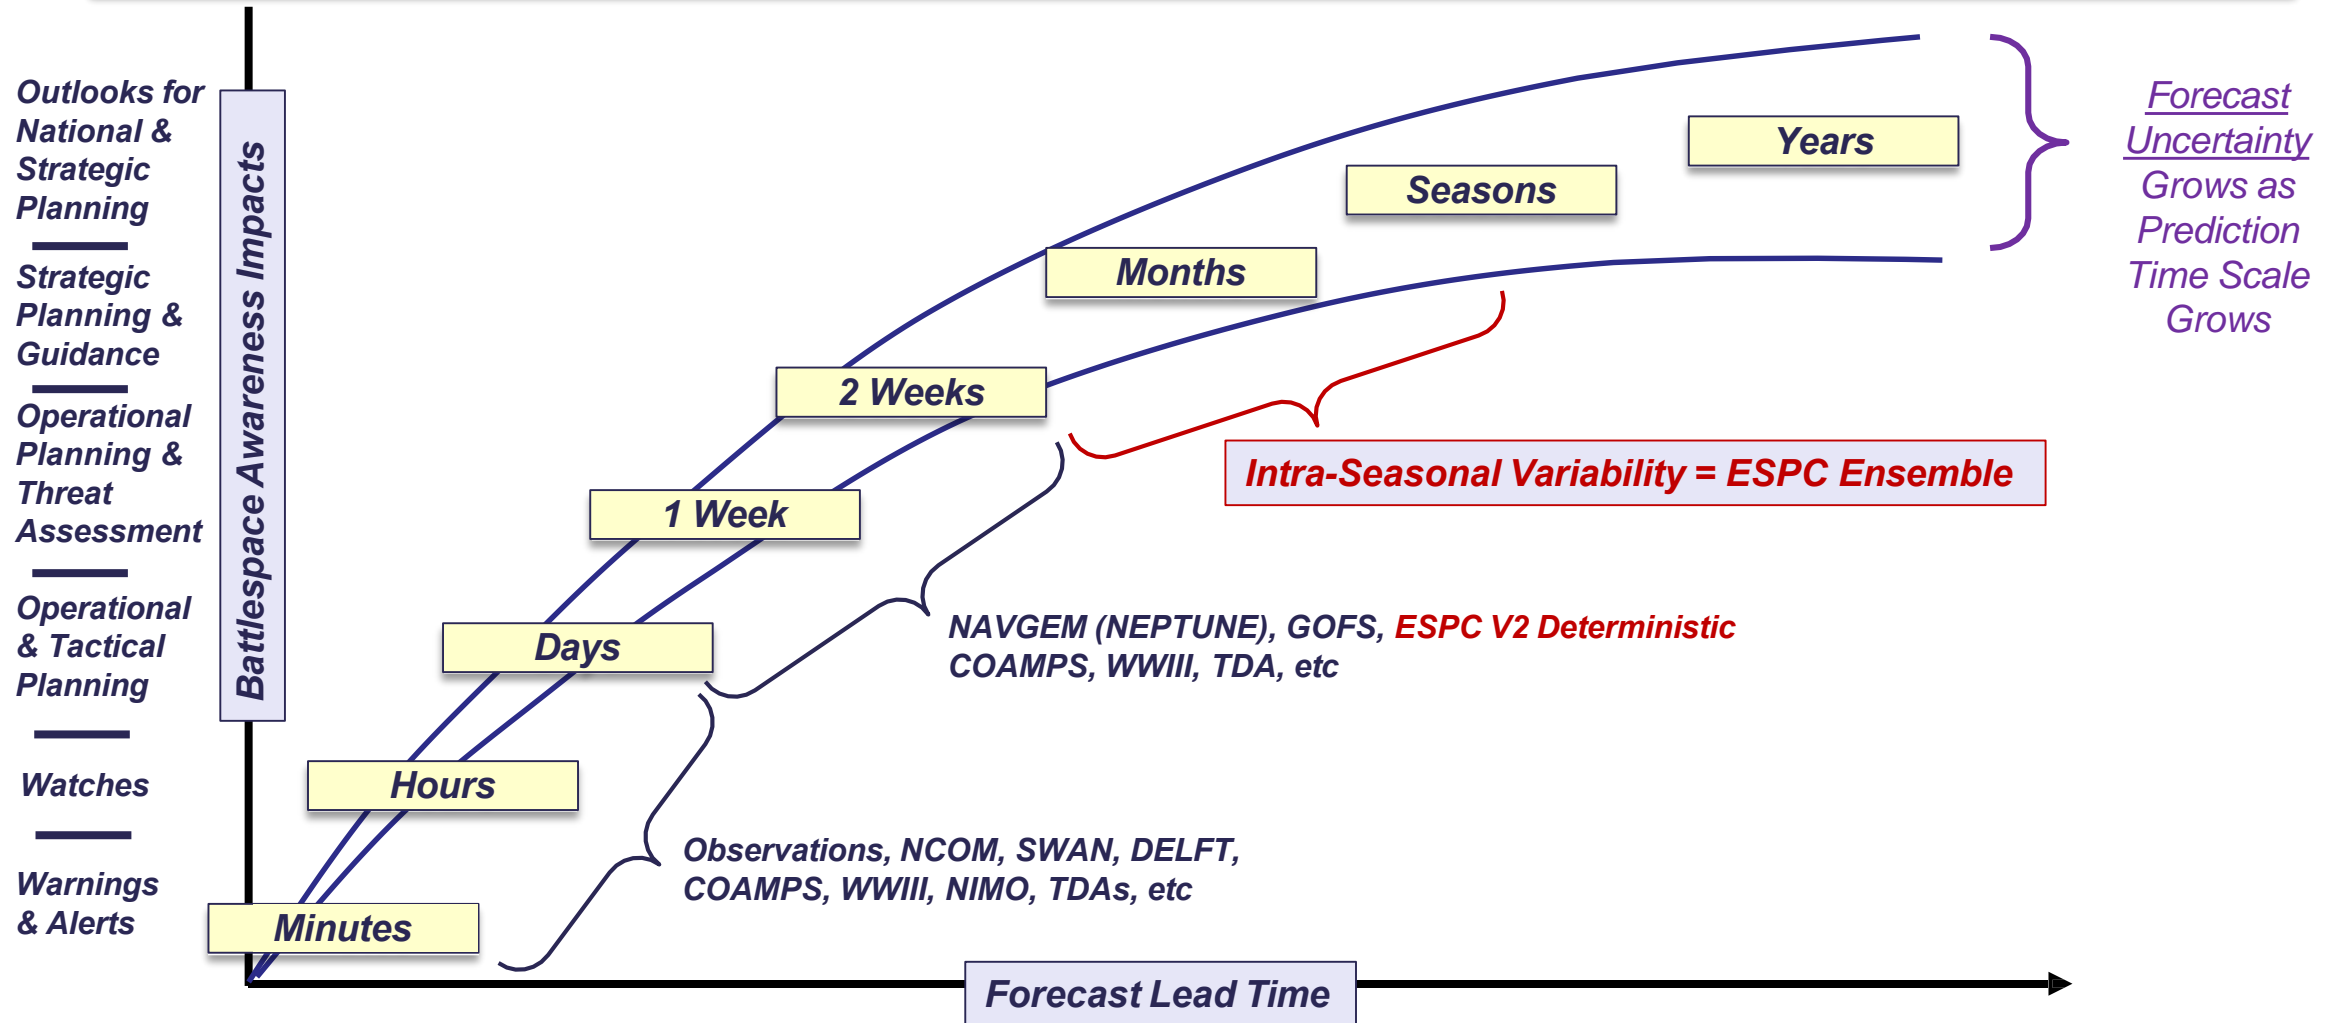 Outlooks for
National &
Strategic
Planning
Strategic
Planning &
Guidance
Operational
Planning &
Threat
Assessment
Operational
& Tactical
Planning
Watches
Warnings
& Alerts
Battlespace Awareness Impacts
Years
Seasons
Months
2 Weeks
1 Week
Days
Hours
Minutes
Forecast
Uncertainty
Grows as
Prediction
Time Scale
Grows
Intra-Seasonal Variability = ESPC Ensemble
NAVGEM (NEPTUNE), GOFS, ESPC V2 Deterministic
COAMPS, WWIII, TDA, etc
Observations, NCOM, SWAN, DELFT,
COAMPS, WWIII, NIMO, TDAs, etc
Forecast Lead Time